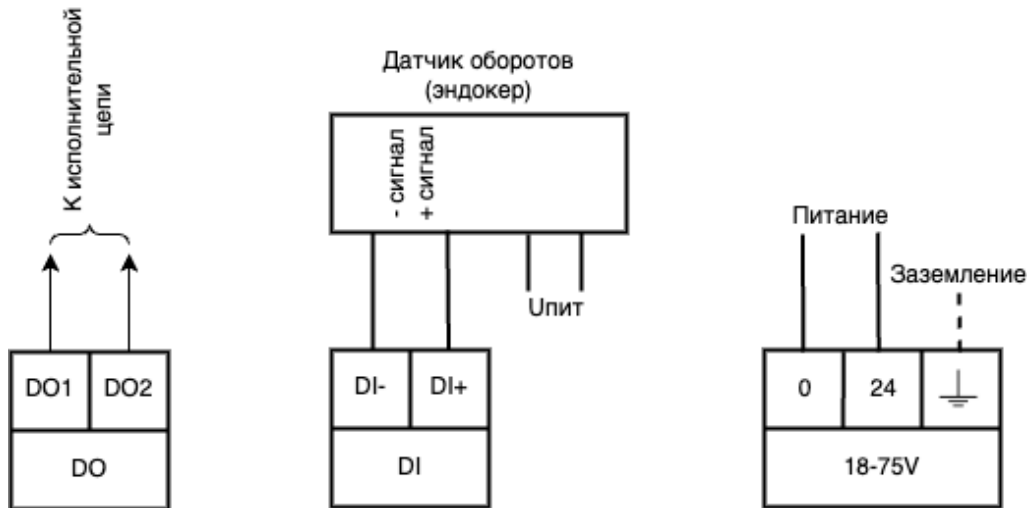 К исполнительной
цепи
DO1 DO2
DO
Датчик оборотов
(эндокер)
- сигнал
+ сигнал
Uпит
DI- DI+
DI
Питание
Заземление
0 24
18-75V